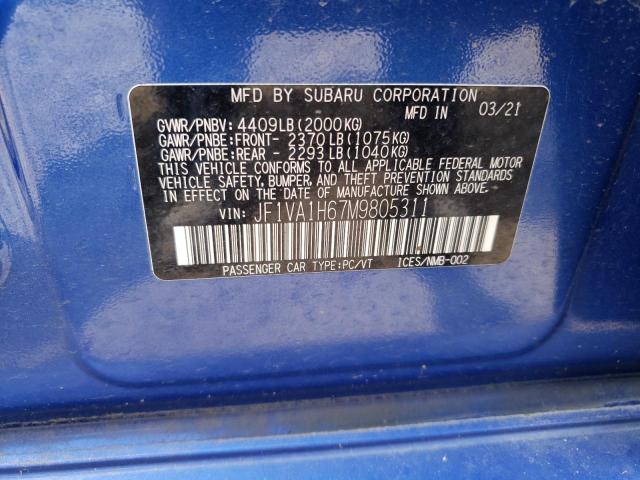 MFD BY SUBARU CORPORATION
MFD IN 03/21
GVWR/PNBV: 4409LB(2000KG)
GAWR/PNBE:FRONT- 2370LB(1075KG)
GAWR/PNBE:REAR - 2293LB(1040KG)
THIS VEHICLE CONFORMS TO ALL APPLICABLE FEDERAL MOTOR
VEHICLE SAFETY, BUMPER, AND THEFT PREVENTION STANDARDS
IN EFFECT ON THE DATE OF MANUFACTURE SHOWN ABOVE.
VIN: JF1VA1H67M9805311
PASSENGER CAR TYPE:PC/VT ICES/NMB-002